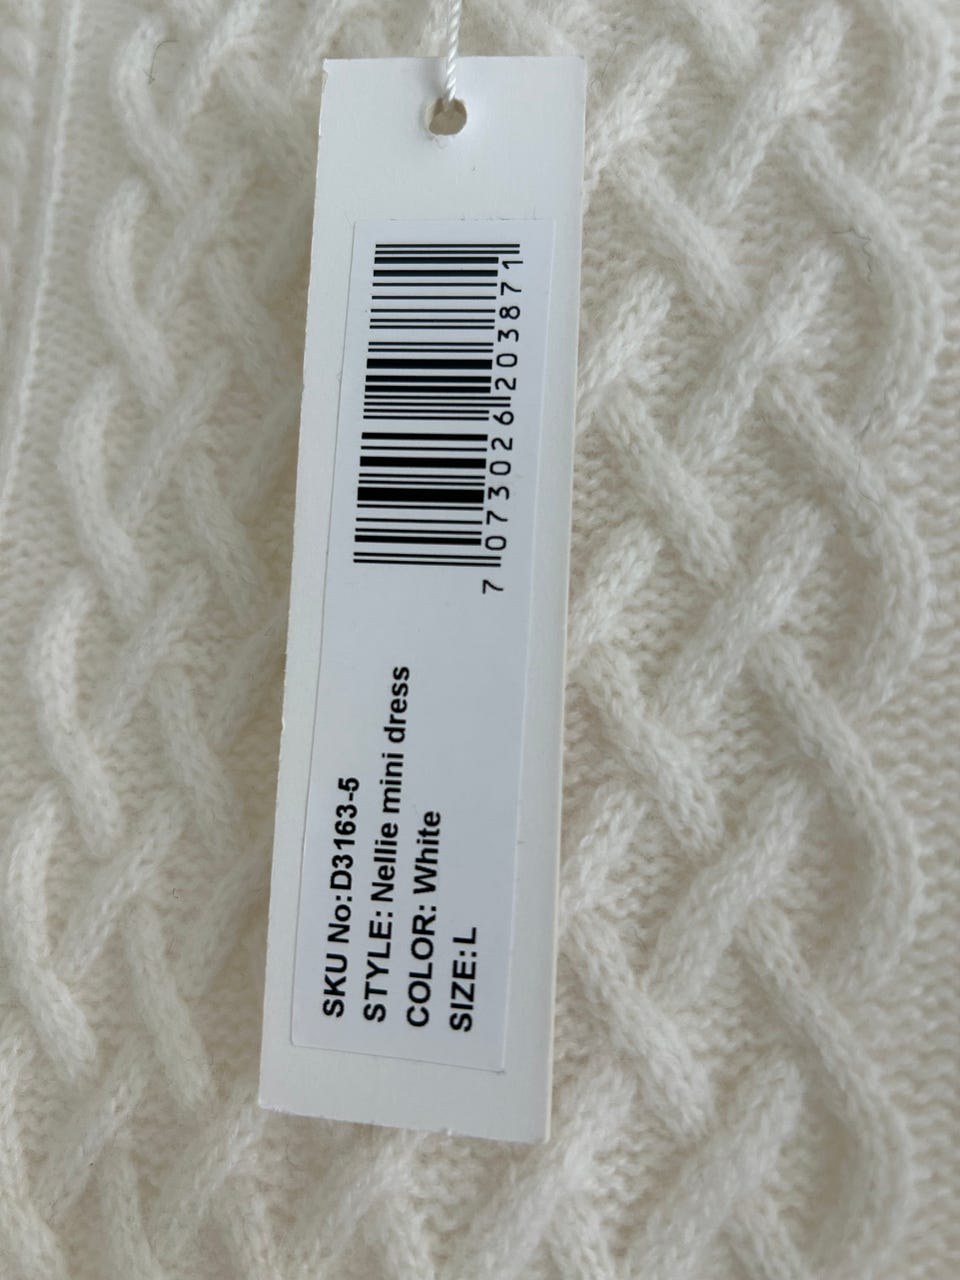 7 073026 203871
SKU No:D3163-5
STYLE: Nellie mini dress
COLOR: White
SIZE:L